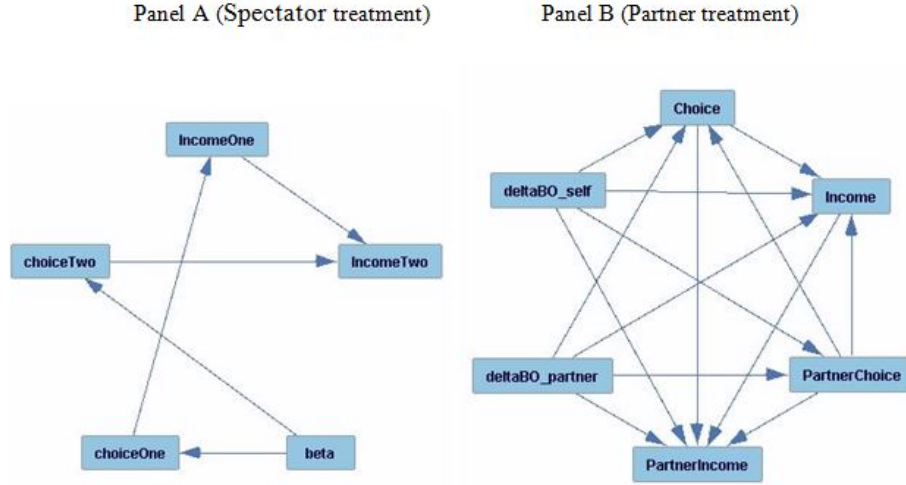 Panel A (Spectator treatment) Panel B (Partner treatment)
IncomeOne
choiceTwo IncomeTwo
choiceOne beta
Choice
deltaBO_self Income
deltaBO_partner PartnerChoice
PartnerIncome